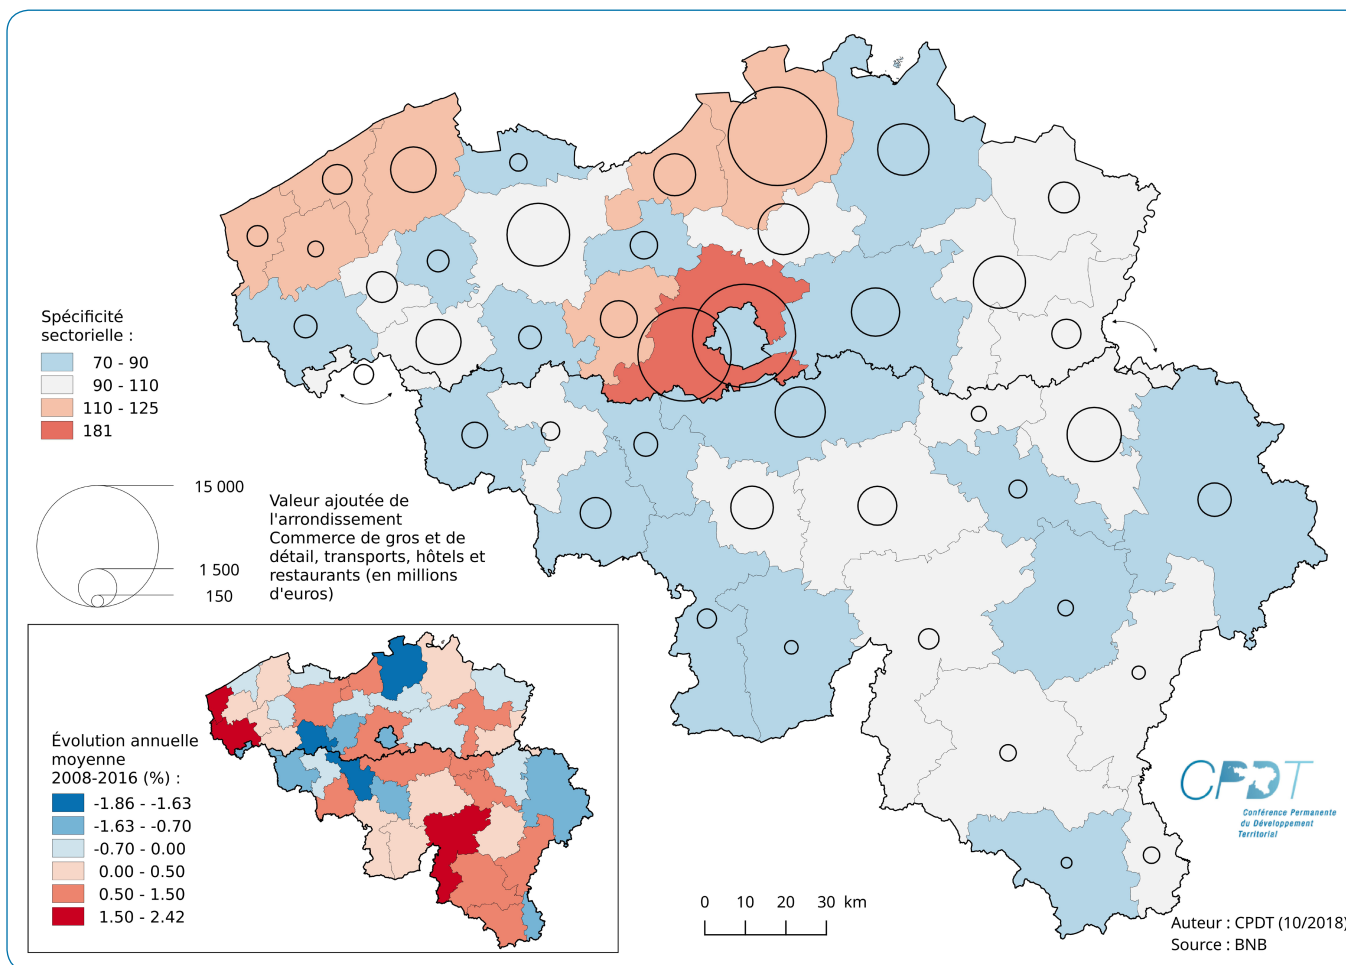 Spécificité
sectorielle :
70 - 90
90 - 110
110 - 125
181
15 000
1 500
150
Valeur ajoutée de
l'arrondissement
Commerce de gros et de
détail, transports, hôtels et
restaurants (en millions
d'euros)
Évolution annuelle
moyenne
2008-2016 (%) :
-1.86 - -1.63
-1.63 - -0.70
-0.70 - 0.00
0.00 - 0.50
0.50 - 1.50
1.50 - 2.42
0 10 20 30 km
CPDT
Conférence Permanente
du Développement
Territorial
Auteur : CPDT (10/2018)
Source : BNB